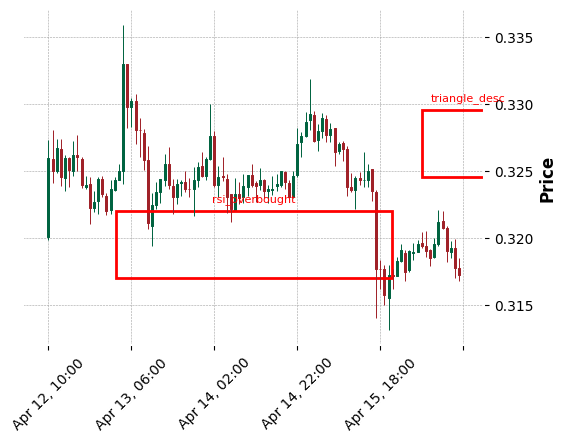 0.335
triangle_desc
0.330
0.325
rsi_overbought
Price
0.320
0.315
Apr 12, 10:00
Apr 13, 06:00
Apr 14, 02:00
Apr 14, 22:00
Apr 15, 18:00